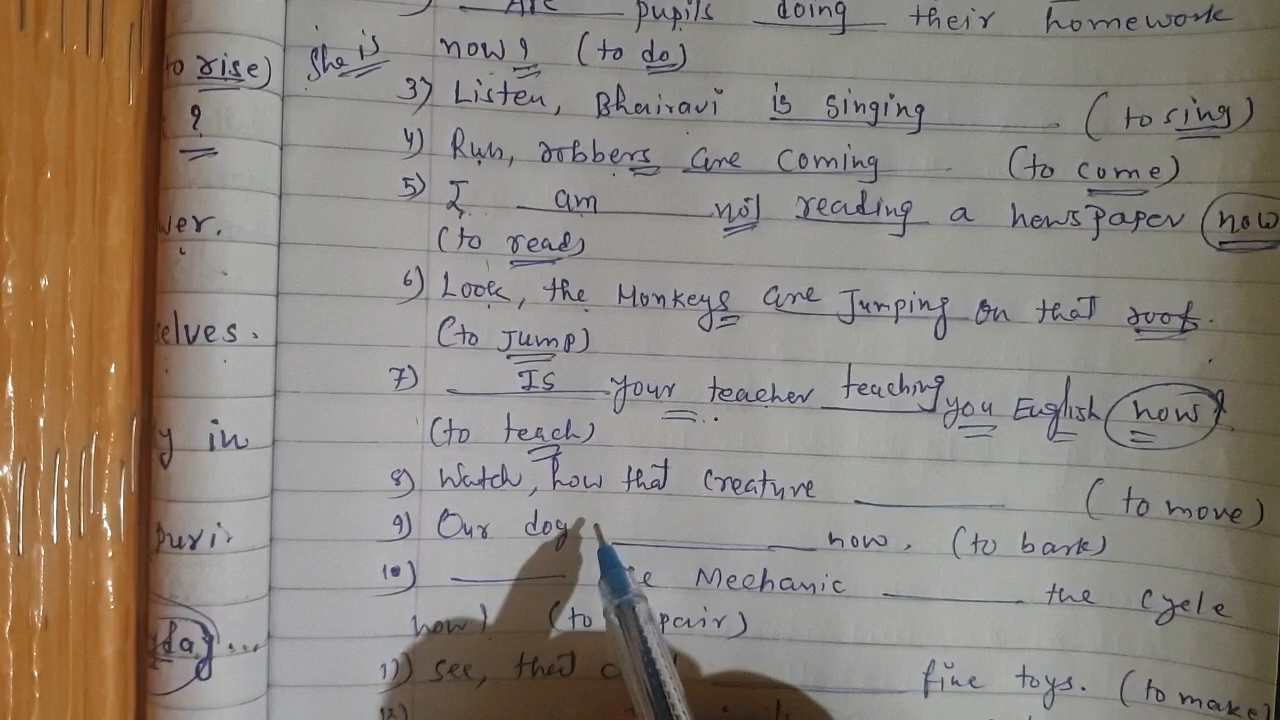 Are pupils doing their homework
to rise) She is now? (to do)
?
3) Listen, Bhairavi is singing (to sing)
4) Run, robbers are coming (to come)
5) I am not reading a newspaper now
wer. (to read)
6) Look, the Monkeys are Jumping on that roof.
selves. (to Jump)
7) Is your teacher teaching you English now?
y in (to teach)
8) Watch, how that creature (to move)
9) Our dog now. (to bark)
10) Mechanic the cycle
now? (to pair)
day...
11) see, that fine toys. (to make)
12)